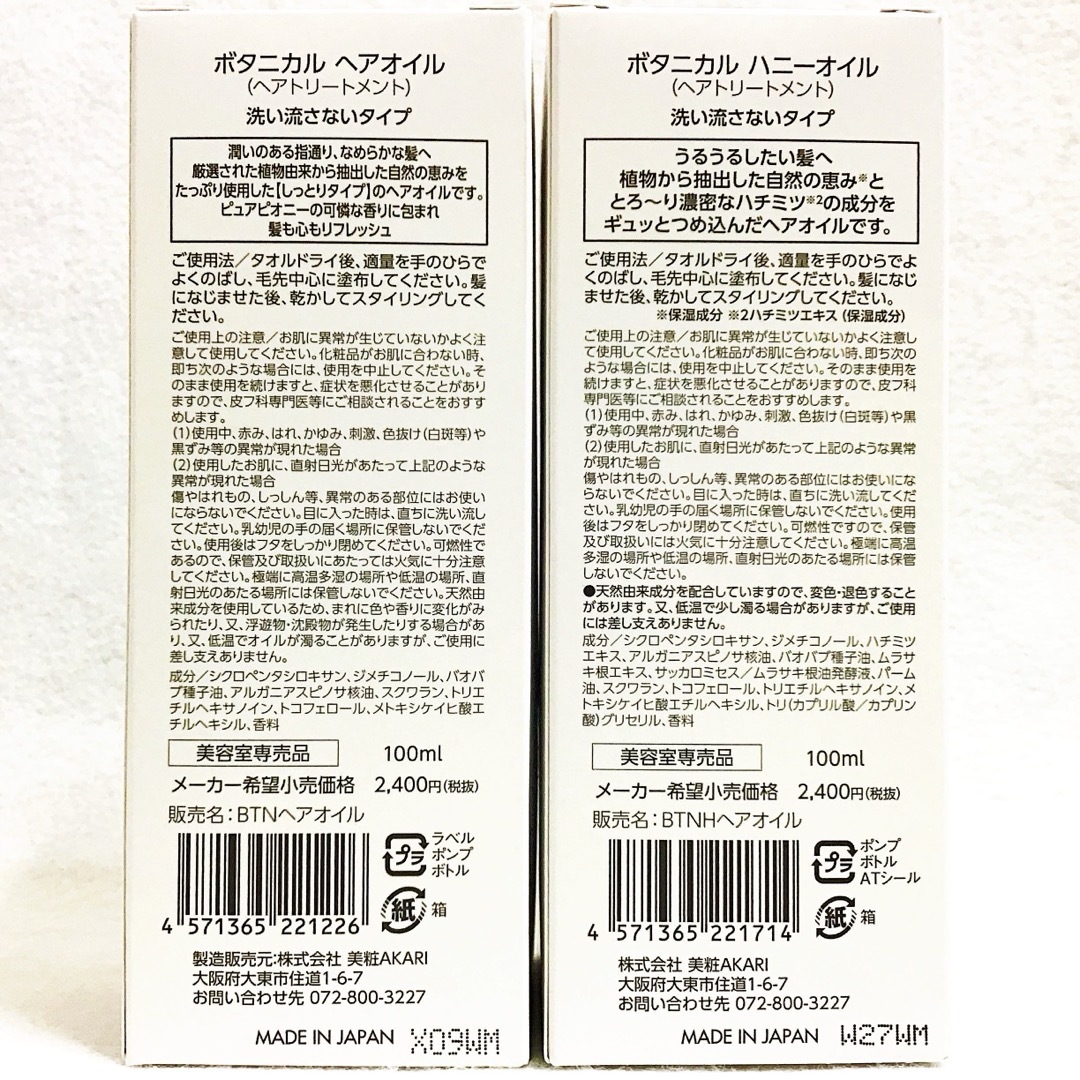 ボタニカル ヘアオイル
(ヘアトリートメント)
洗い流さないタイプ
潤いのある指通り、なめらかな髪へ
厳選された植物由来から抽出した自然の恵みを
たっぷり使用した【しっとりタイプ】のヘアオイルです。
ピュアピオニーの可憐な香りに包まれ
髪も心もリフレッシュ
ご使用法/タオルドライ後、適量を手のひらで
よくのばし、毛先中心に塗布してください。髪
になじませた後、乾かしてスタイリングしてく
ださい。
ご使用上の注意/お肌に異常が生じていないかよく注
意して使用してください。化粧品がお肌に合わない時、
即ち次のような場合には、使用を中止してください。そ
のまま使用を続けますと、症状を悪化させることがあり
ますので、皮フ科専門医等にご相談されることをおすす
めします。
(1)使用中、赤み、はれ、かゆみ、刺激、色抜け(白斑等)や
黒ずみ等の異常が現れた場合
(2)使用したお肌に、直射日光があたって上記のような
異常が現れた場合
傷やはれもの、しっしん等、異常のある部位にはお使い
にならないでください。目に入った時は、直ちに洗い流し
てください。乳幼児の手の届く場所に保管しないでくだ
さい。使用後はフタをしっかり閉めてください。可燃性で
あるので、保管及び取扱いにあたっては火気に十分注意
してください。極端に高温多湿の場所や低温の場所、直
射日光のあたる場所には保管しないでください。天然由
来成分を使用しているため、まれに色や香りに変化がみ
られたり、又、浮遊物・沈殿物が発生したりする場合があ
り、又、低温でオイルが濁ることがありますが、ご使用に
差し支えありません。
成分/シクロペンタシロキサン、ジメチコノール、バオバ
ブ種子油、アルガニアスピノサ核油、スクワラン、トリエ
チルヘキサノイン、トコフェロール、メトキシケイヒ酸エ
チルヘキシル、香料
美容室専売品 100ml
メーカー希望小売価格 2,400円(税抜)
販売名:BTNヘアオイル
プラ
ラベル
ポンプ
ボトル
紙 箱
4 571365 221226
製造販売元:株式会社 美粧AKARI
大阪府大東市住道1-6-7
お問い合わせ先 072-800-3227
MADE IN JAPAN X09WM
ボタニカル ハニーオイル
(ヘアトリートメント)
洗い流さないタイプ
うるうるしたい髪へ
植物から抽出した自然の恵み※と
とろ~り濃密なハチミツ※2の成分を
ギュッとつめ込んだヘアオイルです。
ご使用法/タオルドライ後、適量を手のひらでよ
くのばし、毛先中心に塗布してください。髪になじ
ませた後、乾かしてスタイリングしてください。
※保湿成分 ※2ハチミツエキス(保湿成分)
ご使用上の注意/お肌に異常が生じていないかよく注意し
て使用してください。化粧品がお肌に合わない時、即ち次
のような場合には、使用を中止してください。そのまま使用
を続けますと、症状を悪化させることがありますので、皮フ科
専門医等にご相談されることをおすすめします。
(1)使用中、赤み、はれ、かゆみ、刺激、色抜け(白斑等)や黒
ずみ等の異常が現れた場合
(2)使用したお肌に、直射日光があたって上記のような異常
が現れた場合
傷やはれもの、しっしん等、異常のある部位にはお使いにな
らないでください。目に入った時は、直ちに洗い流してくだ
さい。乳幼児の手の届く場所に保管しないでください。使用
後はフタをしっかり閉めてください。可燃性ですので、保管
及び取扱いには火気に十分注意してください。極端に高温
多湿の場所や低温の場所、直射日光のあたる場所には保管
しないでください。
●天然由来成分を配合していますので、変色・退色するこ
とがあります。又、低温で少し濁る場合がありますが、ご使用
には差し支えありません。
成分/シクロペンタシロキサン、ジメチコノール、ハチミツ
エキス、アルガニアスピノサ核油、バオバブ種子油、ムラ
サキ根エキス、サッカロミセス/ムラサキ根油発酵液、パーム
油、スクワラン、トコフェロール、トリエチルヘキサノイン、メ
トキシケイヒ酸エチルヘキシル、トリ(カプリル酸/カプリン
酸)グリセリル、香料
美容室専売品 100ml
メーカー希望小売価格 2,400円(税抜)
販売名:BTNHヘアオイル
プラ
ポンプ
ボトル
ATシール
紙 箱
4 571365 221714
株式会社 美粧AKARI
大阪府大東市住道1-6-7
お問い合わせ先 072-800-3227
MADE IN JAPAN W27WM